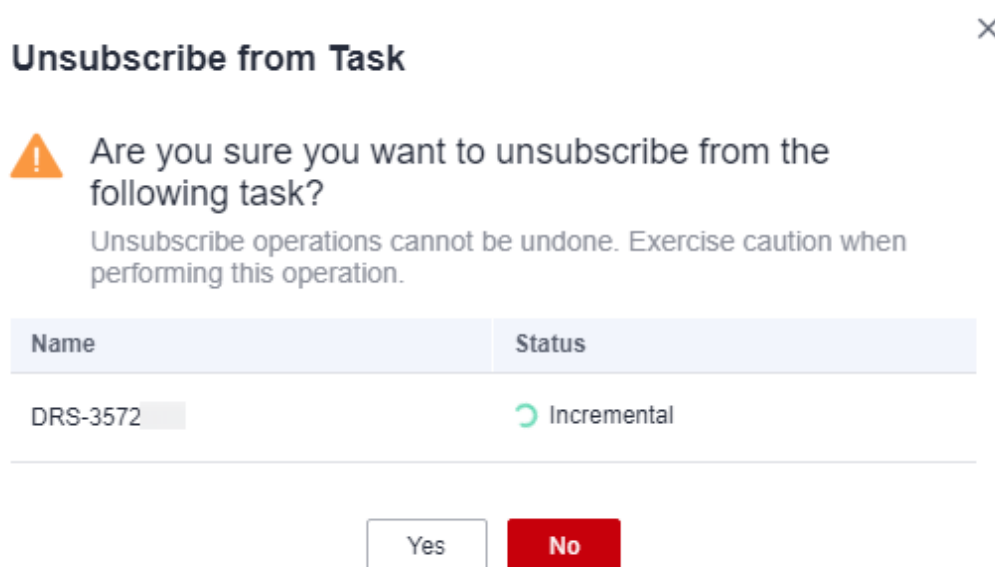 Unsubscribe from Task
Are you sure you want to unsubscribe from the
following task?
Unsubscribe operations cannot be undone. Exercise caution when
performing this operation.
Name Status
DRS-3572 Incremental
Yes No